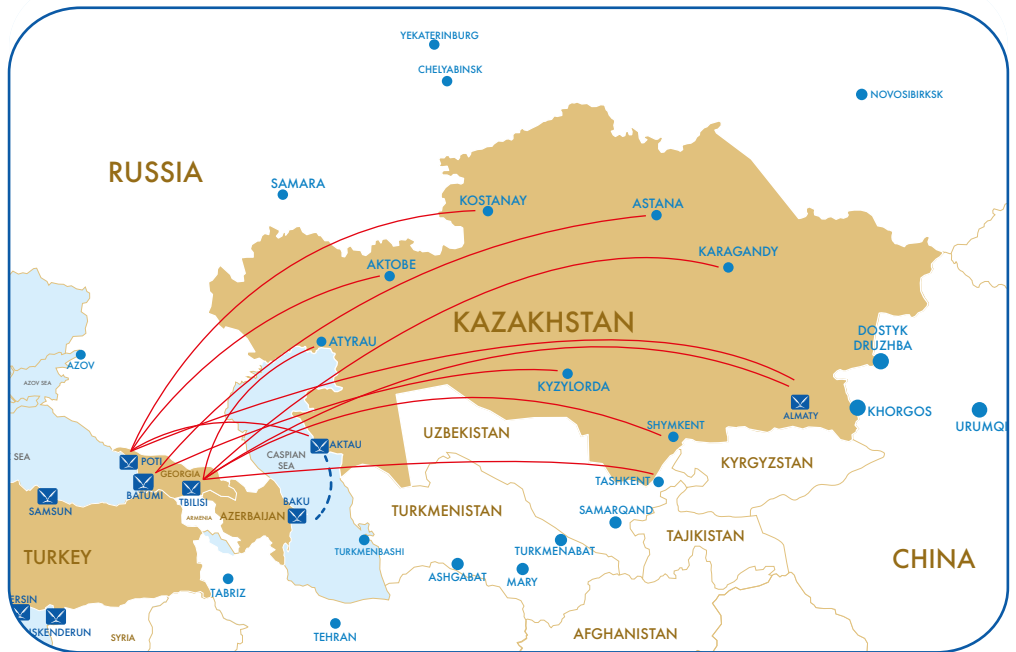 YEKATERINBURG
CHELYABINSK
NOVOSIBIRKSK
RUSSIA
SAMARA
KOSTANAY
ASTANA
KARAGANDY
AKTOBE
KAZAKHSTAN
DOSTYK
DRUZHBA
ATYRAU
AZOV
AZOV SEA
KYZYLORDA
ALMATY
KHORGOS
URUMQI
SHYMKENT
UZBEKISTAN
AKTAU
CASPIAN
SEA
SEA
POTI
GEORGIA
KYRGYZSTAN
TASHKENT
BATUMI
TBILISI
BAKU
SAMSUN
ARMENIA
AZERBAIJAN
TURKMENISTAN
SAMARQAND
TAJIKISTAN
TURKEY
TURKMENBASHI
TURKMENABAT
CHINA
ASHGABAT
MARY
TABRIZ
ERSIN
ISKENDERUN
SYRIA
TEHRAN
AFGHANISTAN